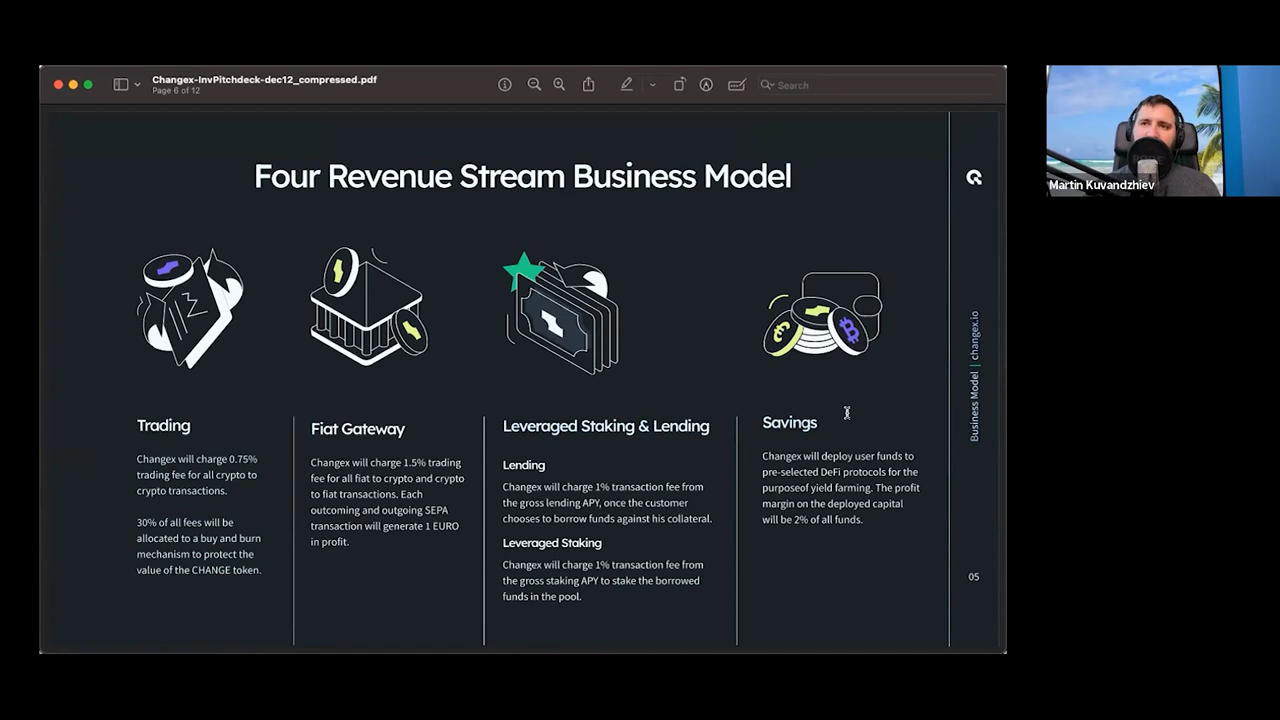 Changex-InvPitchdeck-dec12_compressed.pdf
Page 6 of 12
Search
Four Revenue Stream Business Model
Trading
Changex will charge 0.75%
trading fee for all crypto to
crypto transactions.
30% of all fees will be
allocated to a buy and burn
mechanism to protect the
value of the CHANGE token.
Fiat Gateway
Changex will charge 1.5% trading
fee for all fiat to crypto and crypto
to fiat transactions. Each
outcoming and outgoing SEPA
transaction will generate 1 EURO
in profit.
Leveraged Staking & Lending
Lending
Changex will charge 1% transaction fee from
the gross lending APY, once the customer
chooses to borrow funds against his collateral.
Leveraged Staking
Changex will charge 1% transaction fee from
the gross staking APY to stake the borrowed
funds in the pool.
Savings
Changex will deploy user funds to
pre-selected DeFi protocols for the
purposeof yield farming. The profit
margin on the deployed capital
will be 2% of all funds.
Business Model | changex.io
05
Martin Kuvandzhiev